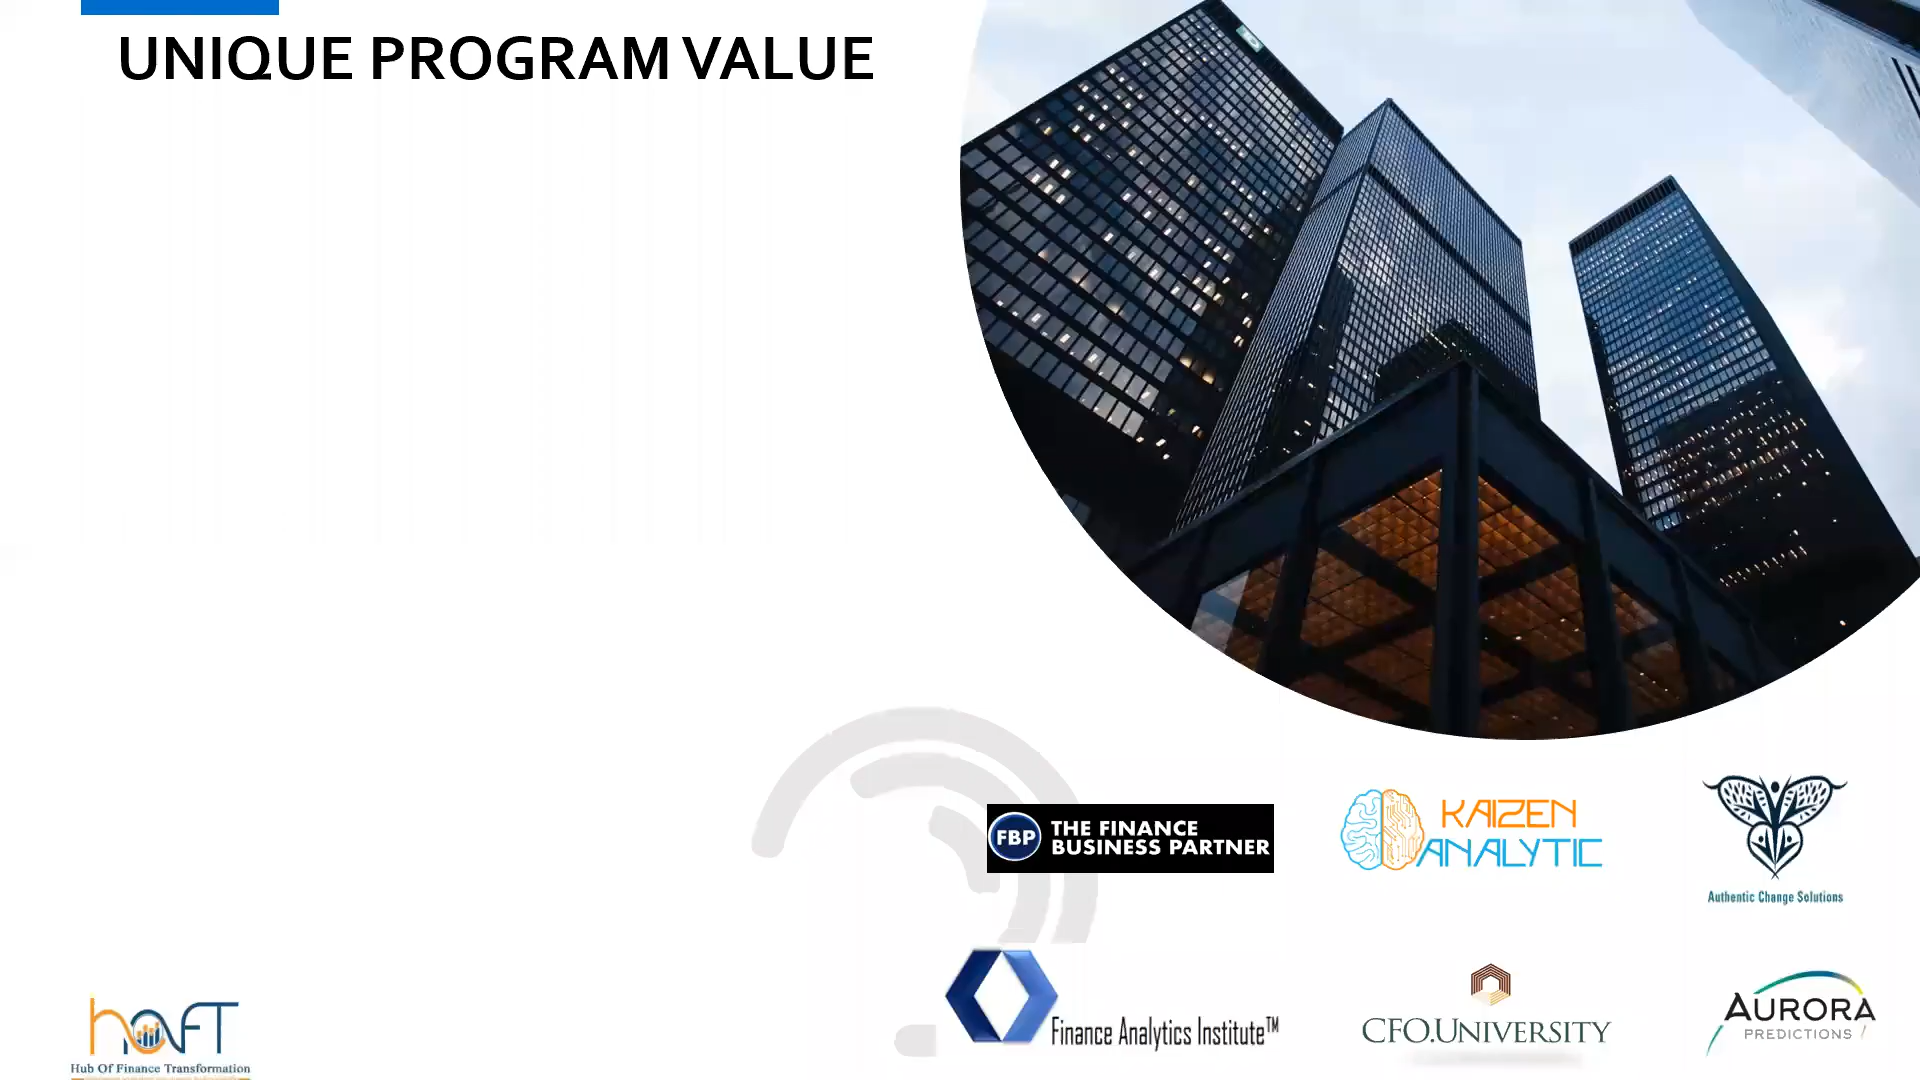 UNIQUE PROGRAM VALUE
FBP
THE FINANCE
BUSINESS PARTNER
KAIZEN
ANALYTIC
Authentic Change Solutions
Finance Analytics Institute™
CFO.UNIVERSITY
AURORA
PREDICTIONS
hofT
Hub Of Finance Transformation